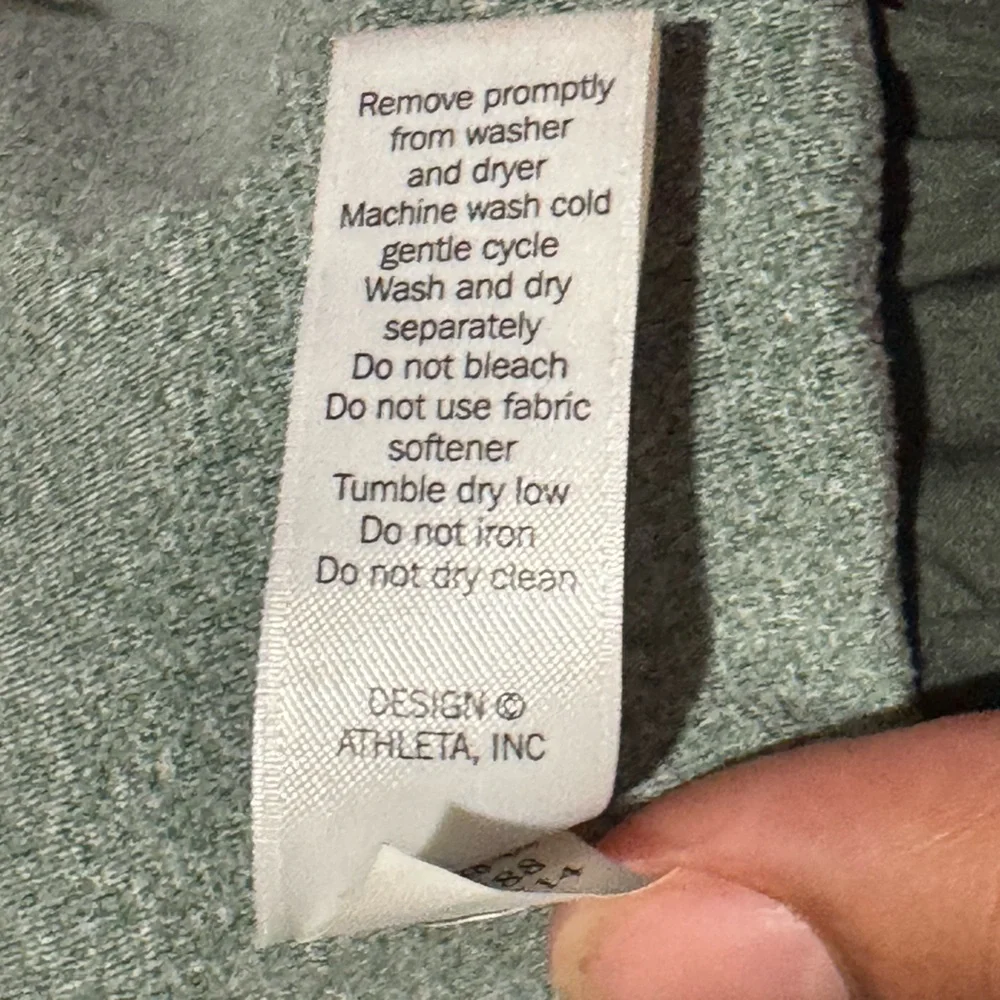 Remove promptly
from washer
and dryer
Machine wash cold
gentle cycle
Wash and dry
separately
Do not bleach
Do not use fabric
softener
Tumble dry low
Do not iron
Do not dry clean
DESIGN ©
ATHLETA, INC